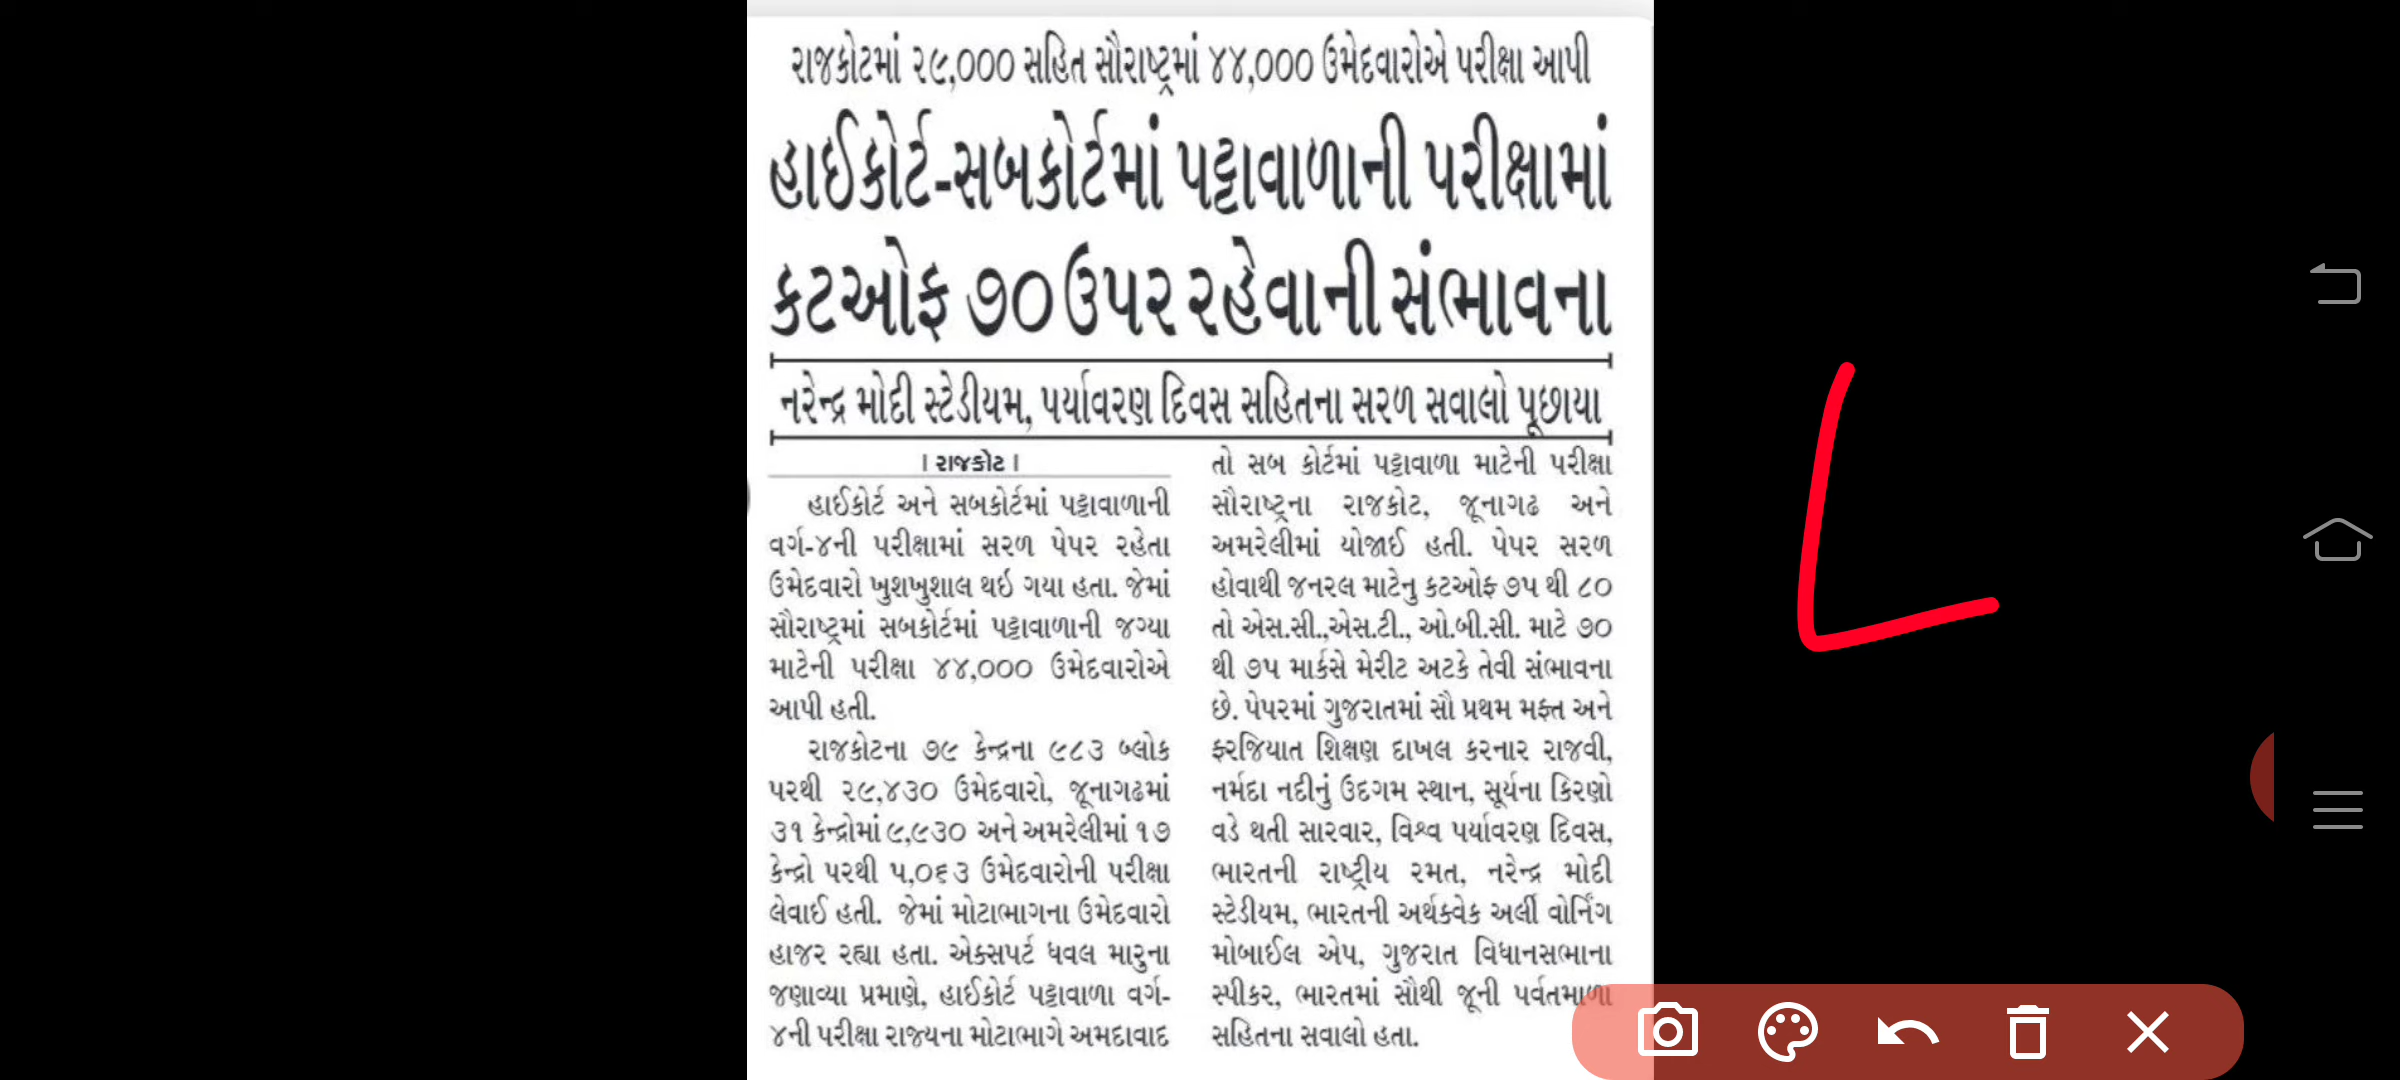 રાજકોટમાં ૨૯,૦૦૦ સહિત સૌરાષ્ટ્રમાં ૪૪,૦૦૦ ઉમેદવારોએ પરીક્ષા આપી
હાઈકોર્ટ-સબકોર્ટમાં પટ્ટાવાળાની પરીક્ષામાં
કટઓફ ૭૦ ઉપર રહેવાની સંભાવના
નરેન્દ્ર મોદી સ્ટેડીયમ, પર્યાવરણ દિવસ સહિતના સરળ સવાલો પૂછાયા
। રાજકોટ ।
હાઈકોર્ટ અને સબકોર્ટમાં પટ્ટાવાળાની
વર્ગ-૪ની પરીક્ષામાં સરળ પેપર રહેતા
ઉમેદવારો ખુશખુશાલ થઇ ગયા હતા. જેમાં
સૌરાષ્ટ્રમાં સબકોર્ટમાં પટ્ટાવાળાની જગ્યા
માટેની પરીક્ષા ૪૪,૦૦૦ ઉમેદવારોએ
આપી હતી.
રાજકોટના ૭૯ કેન્દ્રના ૯૮૩ બ્લોક
પરથી ૨૯,૪૩૦ ઉમેદવારો, જૂનાગઢમાં
૩૧ કેન્દ્રોમાં ૯,૯૩૦ અને અમરેલીમાં ૧૭
કેન્દ્રો પરથી ૫,૦૬૩ ઉમેદવારોની પરીક્ષા
લેવાઈ હતી. જેમાં મોટાભાગના ઉમેદવારો
હાજર રહ્યા હતા. એક્સપર્ટ ધવલ મારુના
જણાવ્યા પ્રમાણે, હાઈકોર્ટ પટ્ટાવાળા વર્ગ-
૪ની પરીક્ષા રાજ્યના મોટાભાગે અમદાવાદ
તો સબ કોર્ટમાં પટ્ટાવાળા માટેની પરીક્ષા
સૌરાષ્ટ્રના રાજકોટ, જૂનાગઢ અને
અમરેલીમાં યોજાઈ હતી. પેપર સરળ
હોવાથી જનરલ માટેનુ કટઓફ ૭૫ થી ૮૦
તો એસ.સી.,એસ.ટી., ઓ.બી.સી. માટે ૭૦
થી ૭૫ માર્કસે મેરીટ અટકે તેવી સંભાવના
છે. પેપરમાં ગુજરાતમાં સૌ પ્રથમ મફત અને
ફરજિયાત શિક્ષણ દાખલ કરનાર રાજવી,
નર્મદા નદીનું ઉદગમ સ્થાન, સૂર્યના કિરણો
વડે થતી સારવાર, વિશ્વ પર્યાવરણ દિવસ,
ભારતની રાષ્ટ્રીય રમત, નરેન્દ્ર મોદી
સ્ટેડીયમ, ભારતની અર્થક્વેક અર્લી વોર્નિંગ
મોબાઈલ એપ, ગુજરાત વિધાનસભાના
સ્પીકર, ભારતમાં સૌથી જૂની પર્વતમાળા
સહિતના સવાલો હતા.